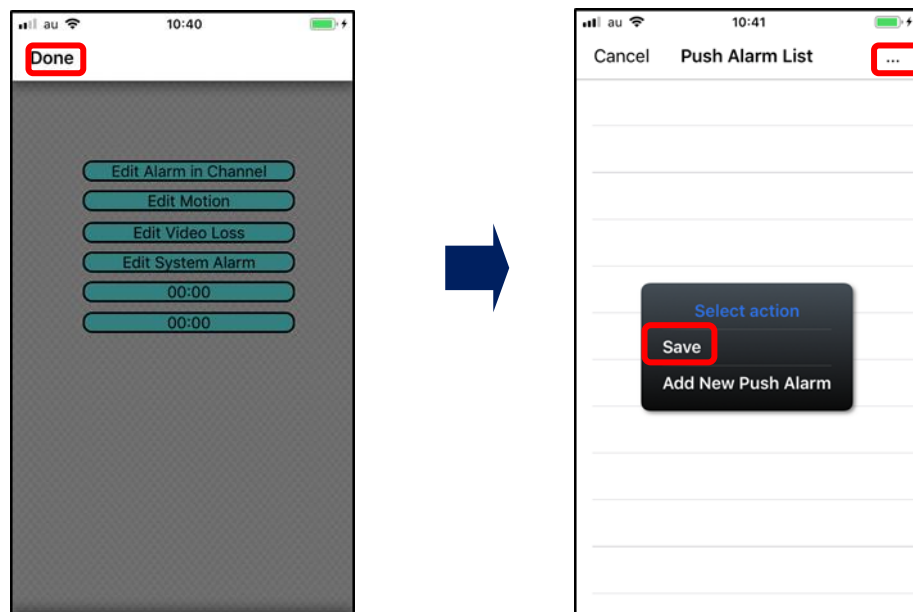 au 10:40
Done
Edit Alarm in Channel
Edit Motion
Edit Video Loss
Edit System Alarm
00:00
00:00
au 10:41
Cancel Push Alarm List ...
Select action
Save
Add New Push Alarm